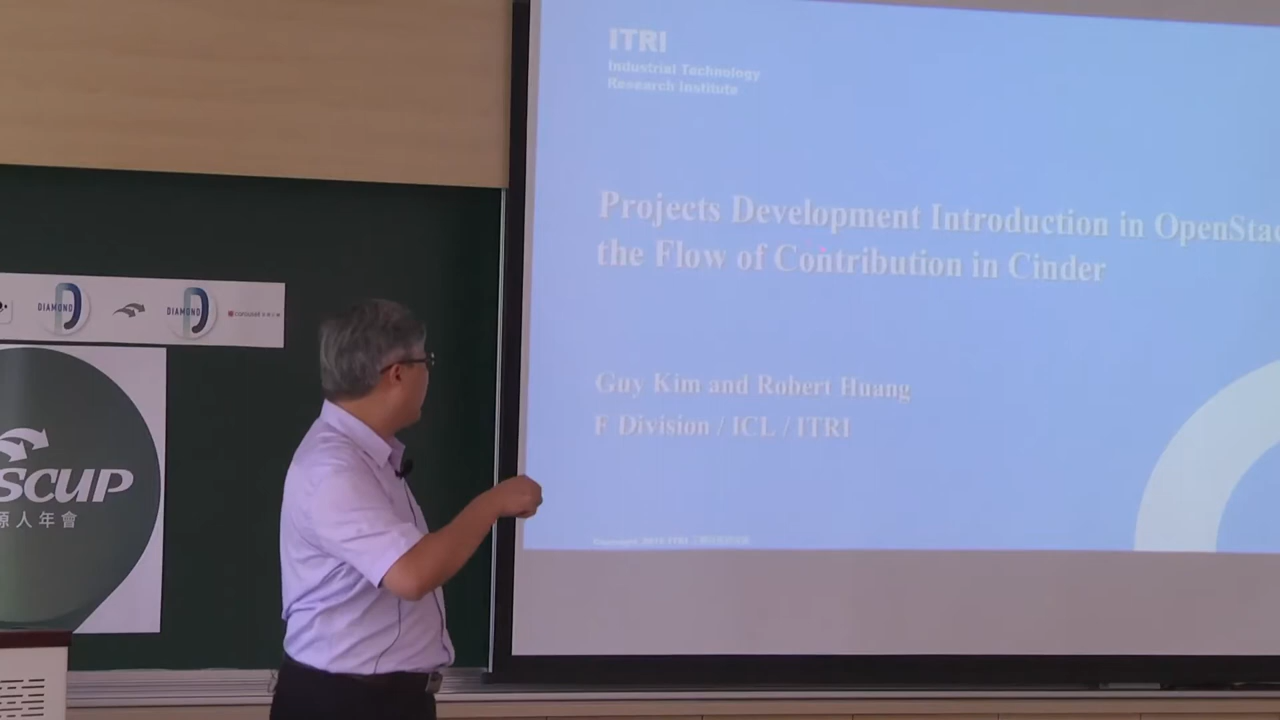 ITRI
Industrial Technology
Research Institute
Projects Development Introduction in OpenStac
the Flow of Contribution in Cinder
Guy Kim and Robert Huang
F Division / ICL / ITRI
DIAMOND
DIAMOND
SCUP
源人年會